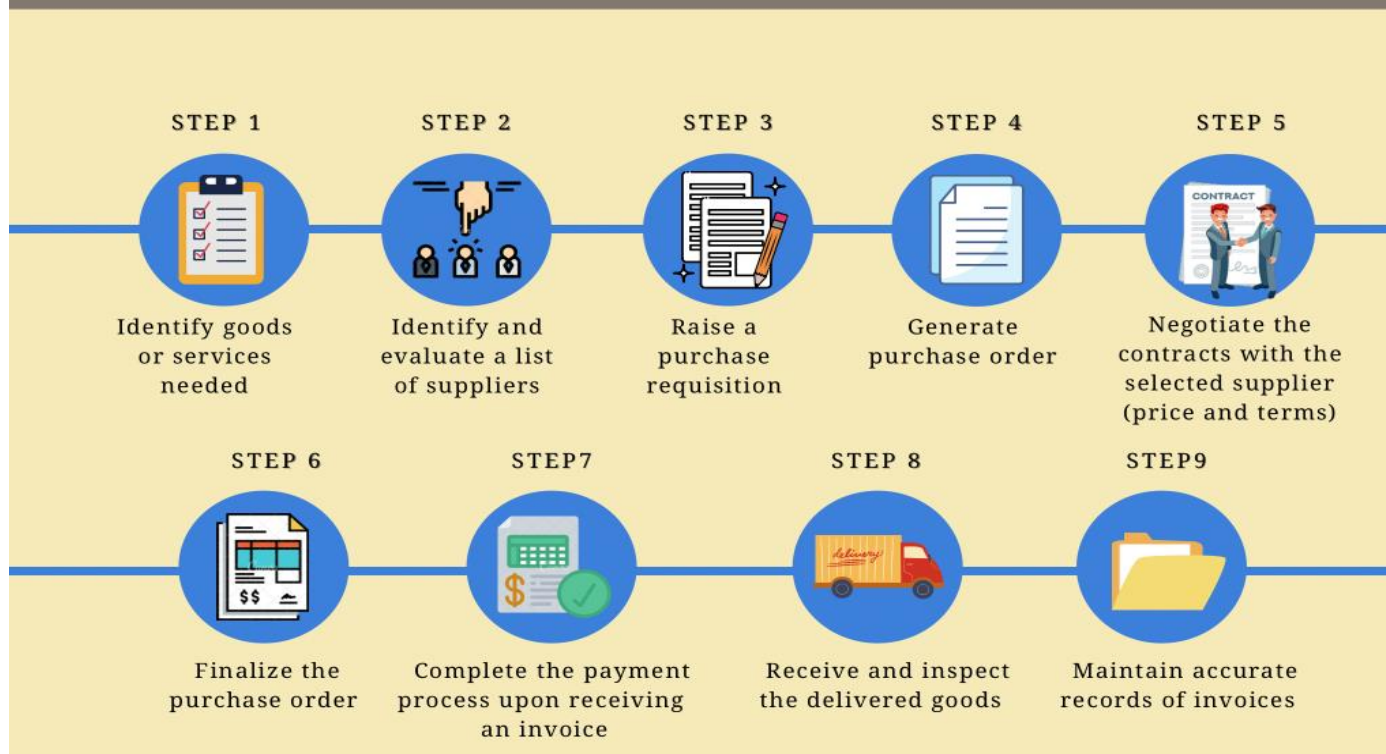 STEP 1
Identify goods
or services
needed
STEP 2
Identify and
evaluate a list
of suppliers
STEP 3
Raise a
purchase
requisition
STEP 4
Generate
purchase order
STEP 5
CONTRACT
Negotiate the
contracts with the
selected supplier
(price and terms)
STEP 6
$$
Finalize the
purchase order
STEP7
$
Complete the payment
process upon receiving
an invoice
STEP 8
delivery
Receive and inspect
the delivered goods
STEP9
Maintain accurate
records of invoices